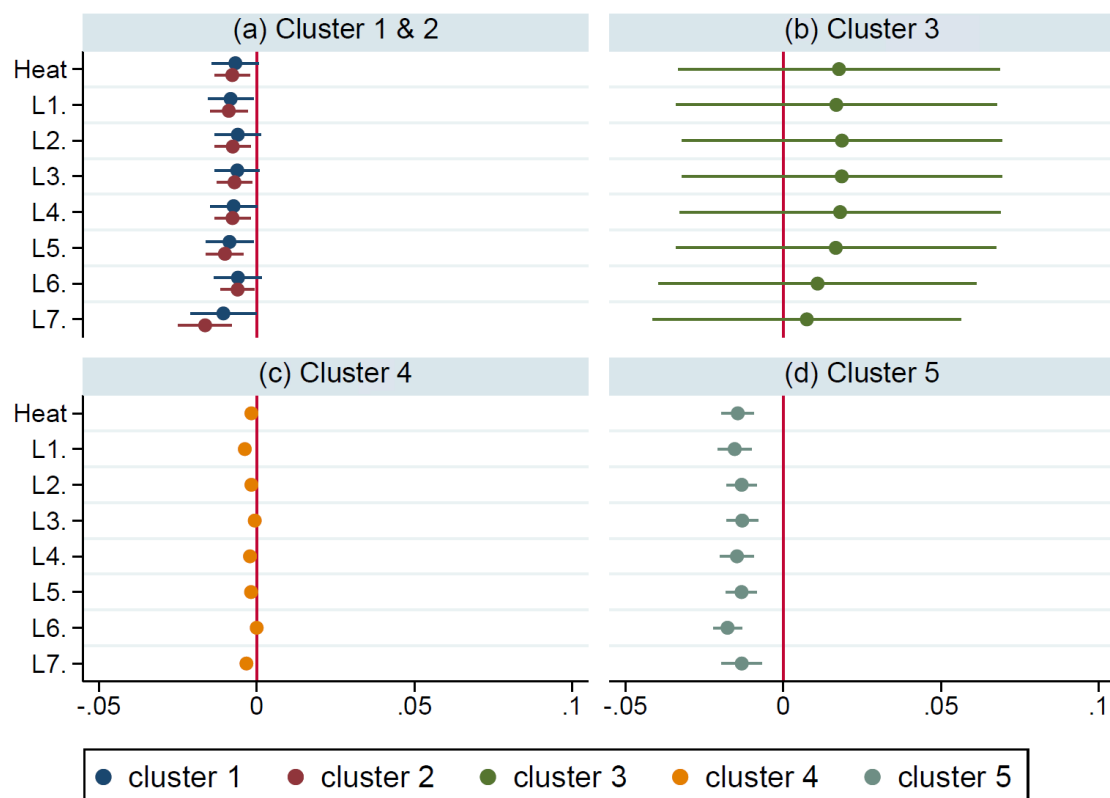 (a) Cluster 1 & 2
(b) Cluster 3
Heat
L1.
L2.
L3.
L4.
L5.
L6.
L7.
(c) Cluster 4
(d) Cluster 5
Heat
L1.
L2.
L3.
L4.
L5.
L6.
L7.
-.05 0 .05 .1
-.05 0 .05 .1
cluster 1 cluster 2 cluster 3 cluster 4 cluster 5